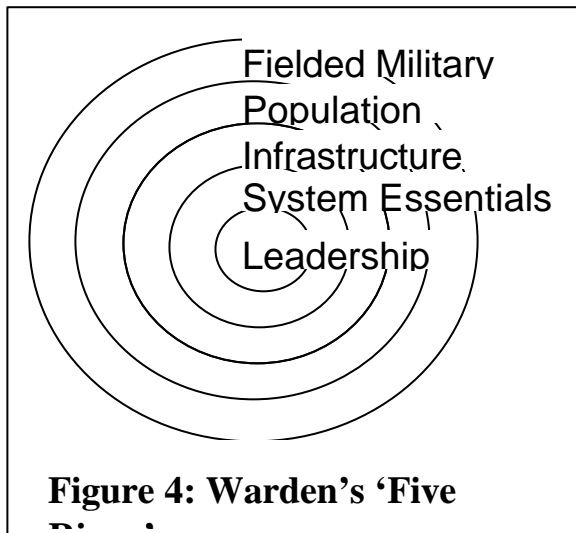 Fielded Military
Population
Infrastructure
System Essentials
Leadership
Figure 4: Warden's ‘Five